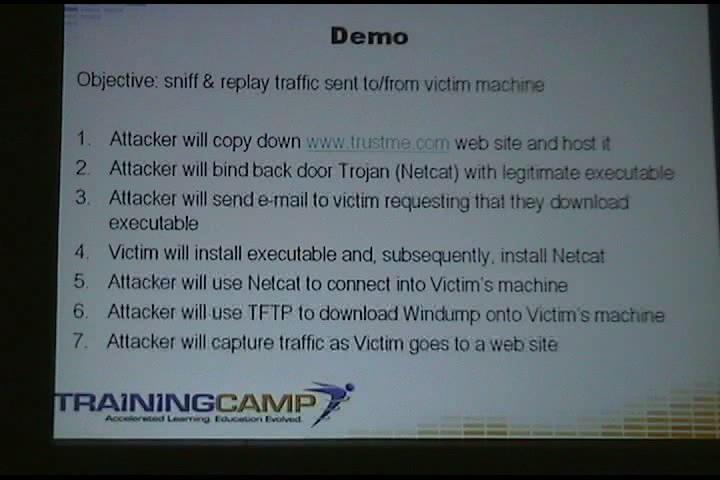 Demo
Objective: sniff & replay traffic sent to/from victim machine
1. Attacker will copy down www.trustme.com web site and host it
2. Attacker will bind back door Trojan (Netcat) with legitimate executable
3. Attacker will send e-mail to victim requesting that they download
executable
4. Victim will install executable and, subsequently, install Netcat
5. Attacker will use Netcat to connect into Victim's machine
6. Attacker will use TFTP to download Windump onto Victim's machine
7. Attacker will capture traffic as Victim goes to a web site
TRAiNiNGCAMP
Accelerated Learning. Education Evolved.